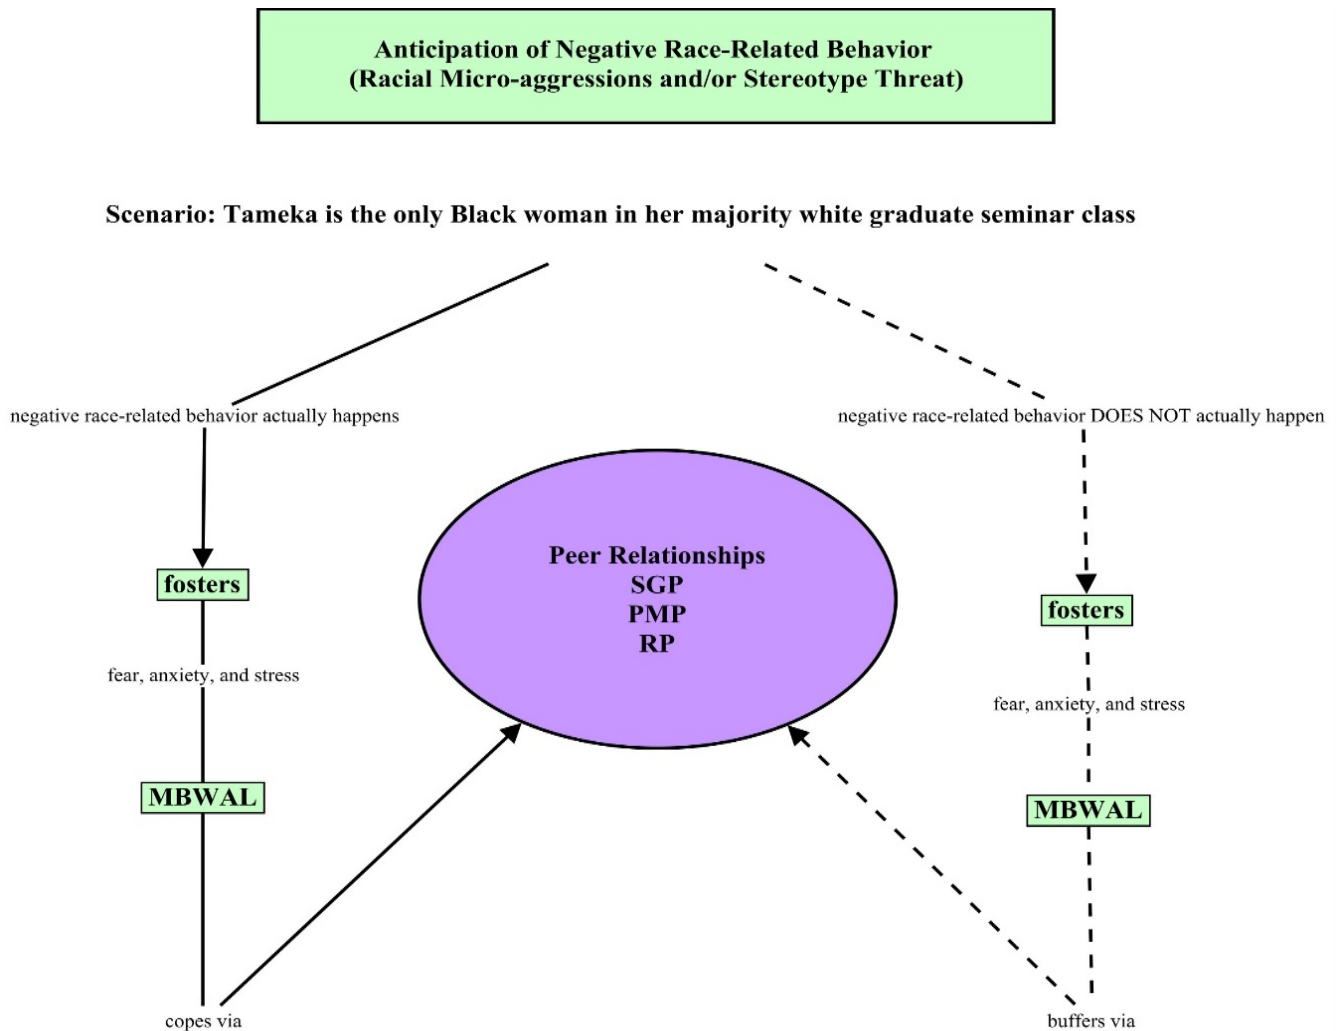 Anticipation of Negative Race-Related Behavior
(Racial Micro-aggressions and/or Stereotype Threat)
Scenario: Tameka is the only Black woman in her majority white graduate seminar class
negative race-related behavior actually happens
negative race-related behavior DOES NOT actually happen
Peer Relationships
SGP
PMP
RP
fosters
fosters
fear, anxiety, and stress
fear, anxiety, and stress
MBWAL
MBWAL
copes via
buffers via